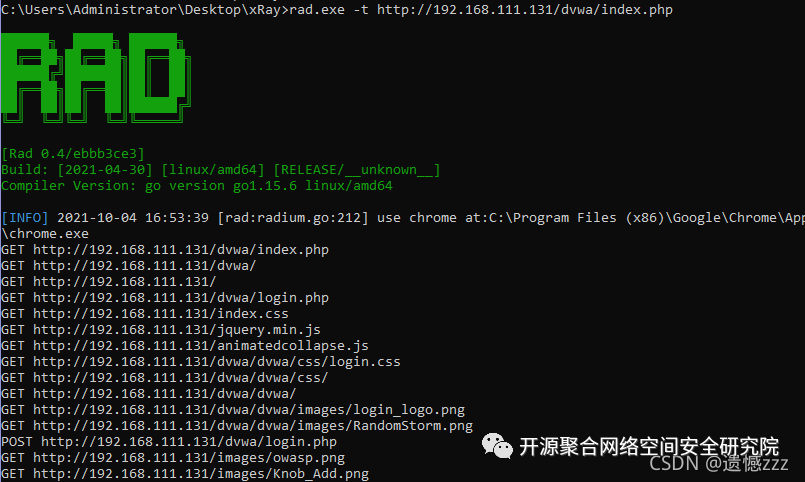 C:\Users\Administrator\Desktop\xRay>rad.exe -t http://192.168.111.131/dvwa/index.php
RAD
[Rad 0.4/ebbb3ce3]
Build: [2021-04-30] [linux/amd64] [RELEASE/__unknown__]
Compiler Version: go version go1.15.6 linux/amd64
[INFO] 2021-10-04 16:53:39 [rad:radium.go:212] use chrome at:C:\Program Files (x86)\Google\Chrome\App
\chrome.exe
GET http://192.168.111.131/dvwa/index.php
GET http://192.168.111.131/dvwa/
GET http://192.168.111.131/
GET http://192.168.111.131/dvwa/login.php
GET http://192.168.111.131/index.css
GET http://192.168.111.131/jquery.min.js
GET http://192.168.111.131/animatedcollapse.js
GET http://192.168.111.131/dvwa/dvwa/css/login.css
GET http://192.168.111.131/dvwa/dvwa/css/
GET http://192.168.111.131/dvwa/dvwa/
GET http://192.168.111.131/dvwa/dvwa/images/login_logo.png
GET http://192.168.111.131/dvwa/dvwa/images/RandomStorm.png
POST http://192.168.111.131/dvwa/login.php
GET http://192.168.111.131/images/owasp.png
GET http://192.168.111.131/images/Knob_Add.png
开源聚合网络空间安全研究院
CSDN @遗憾zzz